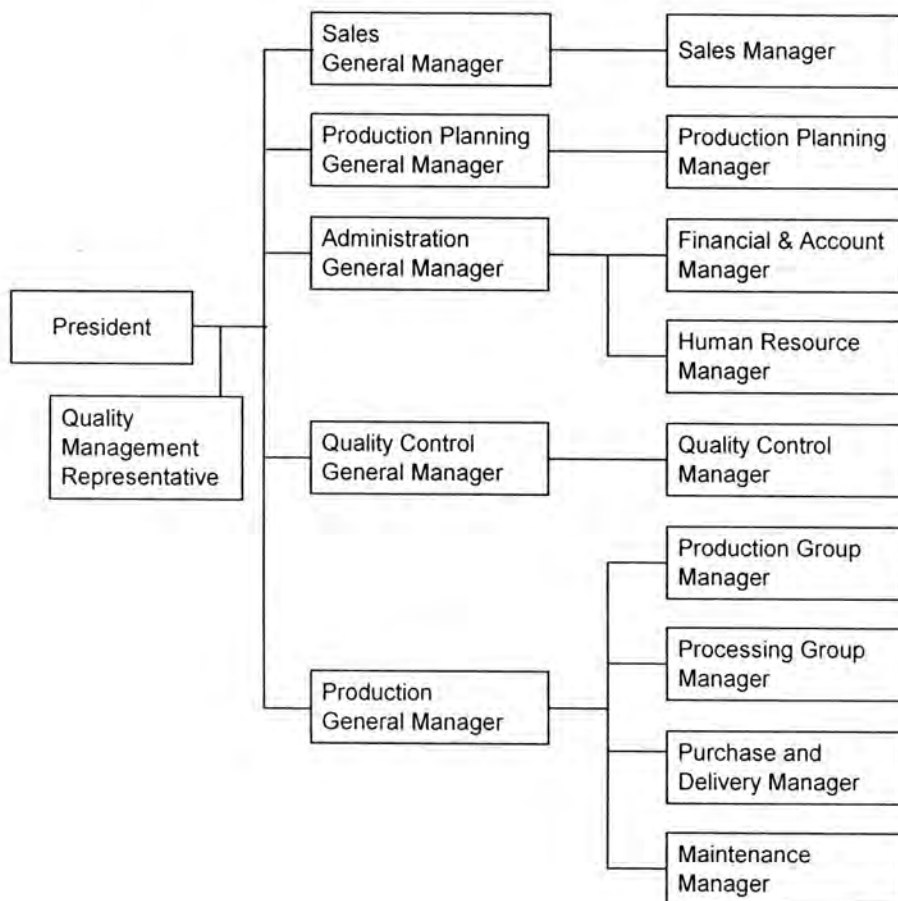 Sales
General Manager
Sales Manager
Production Planning
General Manager
Production Planning
Manager
Administration
General Manager
Financial & Account
Manager
President
Human Resource
Manager
Quality
Management
Representative
Quality Control
General Manager
Quality Control
Manager
Production Group
Manager
Processing Group
Manager
Production
General Manager
Purchase and
Delivery Manager
Maintenance
Manager